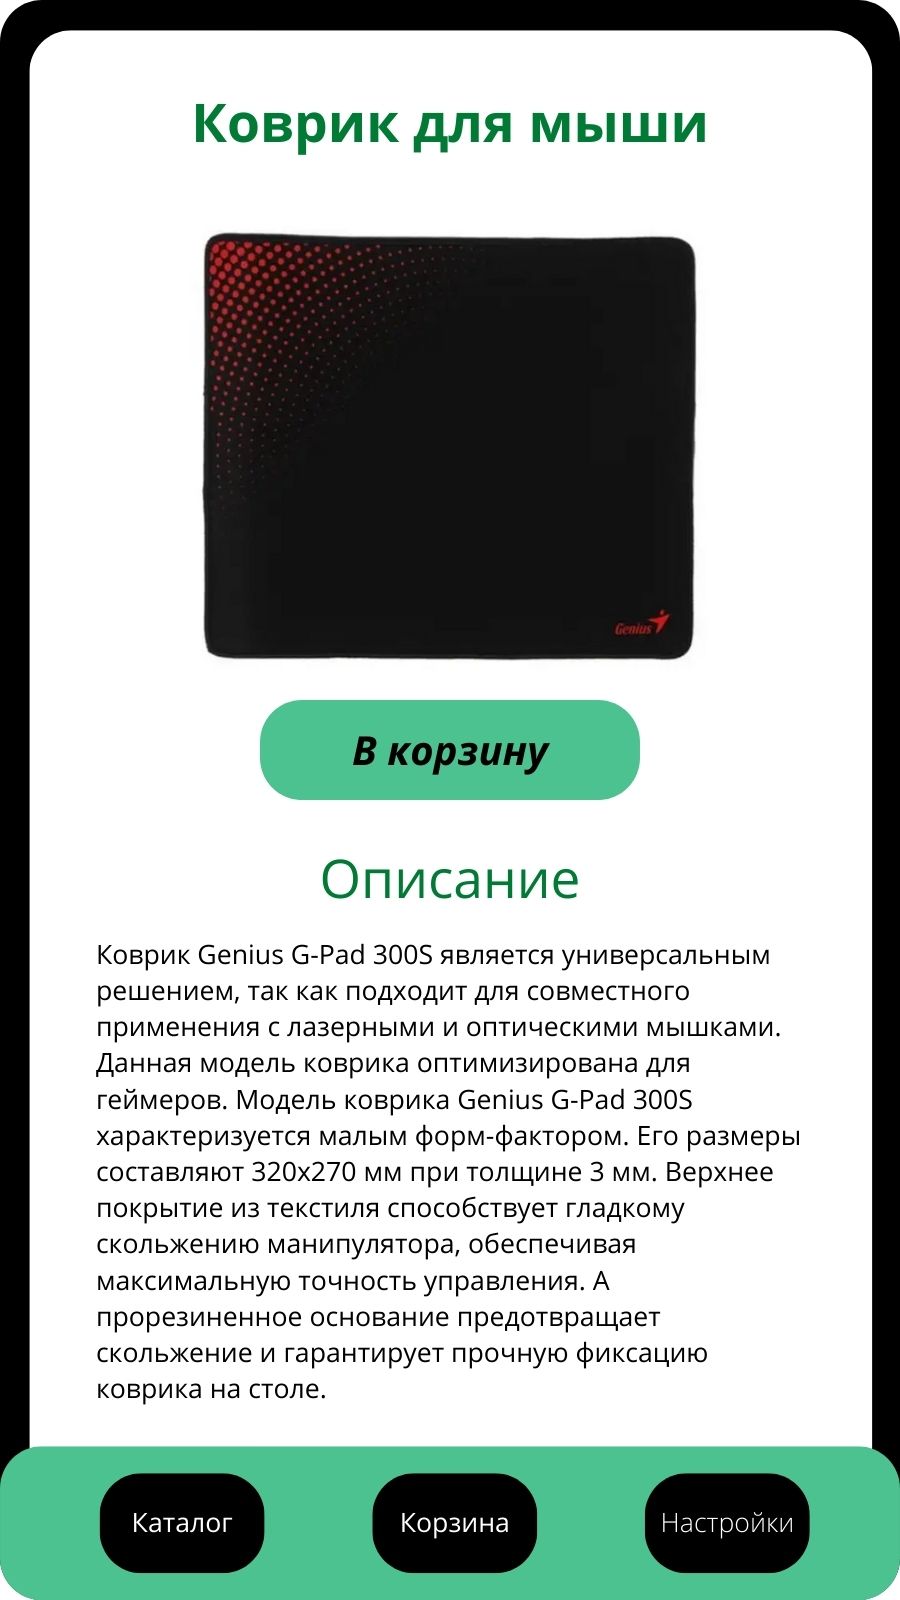 Коврик для мыши
Genius
В корзину
Описание
Коврик Genius G-Pad 300S является универсальным
решением, так как подходит для совместного
применения с лазерными и оптическими мышками.
Данная модель коврика оптимизирована для
геймеров. Модель коврика Genius G-Pad 300S
характеризуется малым форм-фактором. Его размеры
составляют 320x270 мм при толщине 3 мм. Верхнее
покрытие из текстиля способствует гладкому
скольжению манипулятора, обеспечивая
максимальную точность управления. А
прорезиненное основание предотвращает
скольжение и гарантирует прочную фиксацию
коврика на столе.
Каталог Корзина Настройки